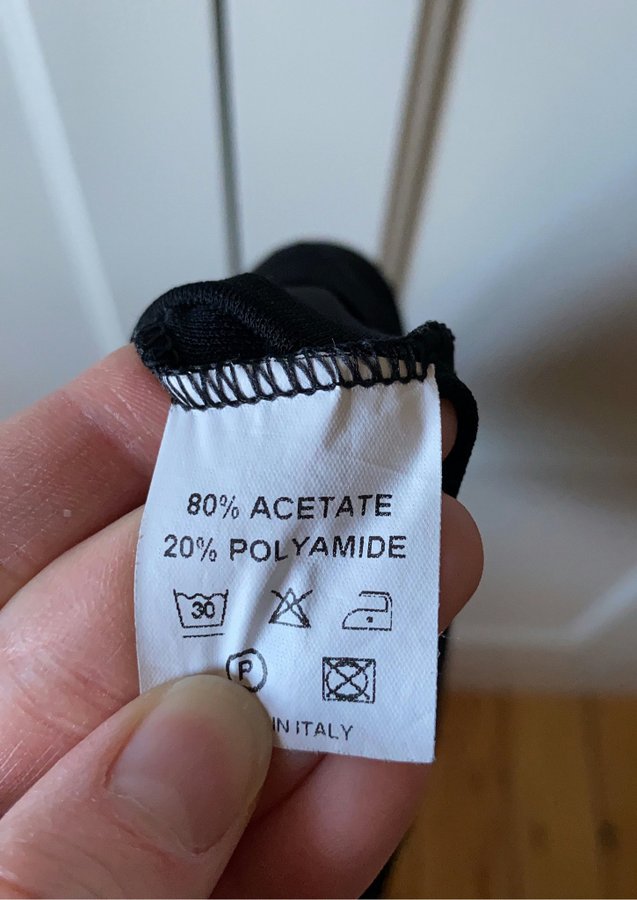 80% ACETATE
20% POLYAMIDE
30
P
IN ITALY